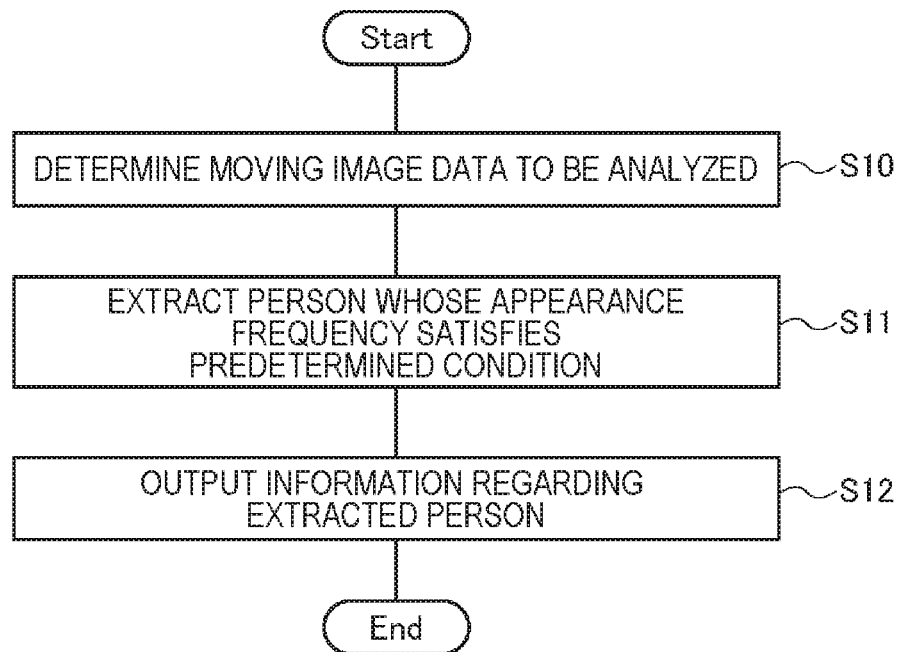 Start
DETERMINE MOVING IMAGE DATA TO BE ANALYZED
S10
EXTRACT PERSON WHOSE APPEARANCE
FREQUENCY SATISFIES
PREDETERMINED CONDITION
S11
OUTPUT INFORMATION REGARDING
EXTRACTED PERSON
S12
End